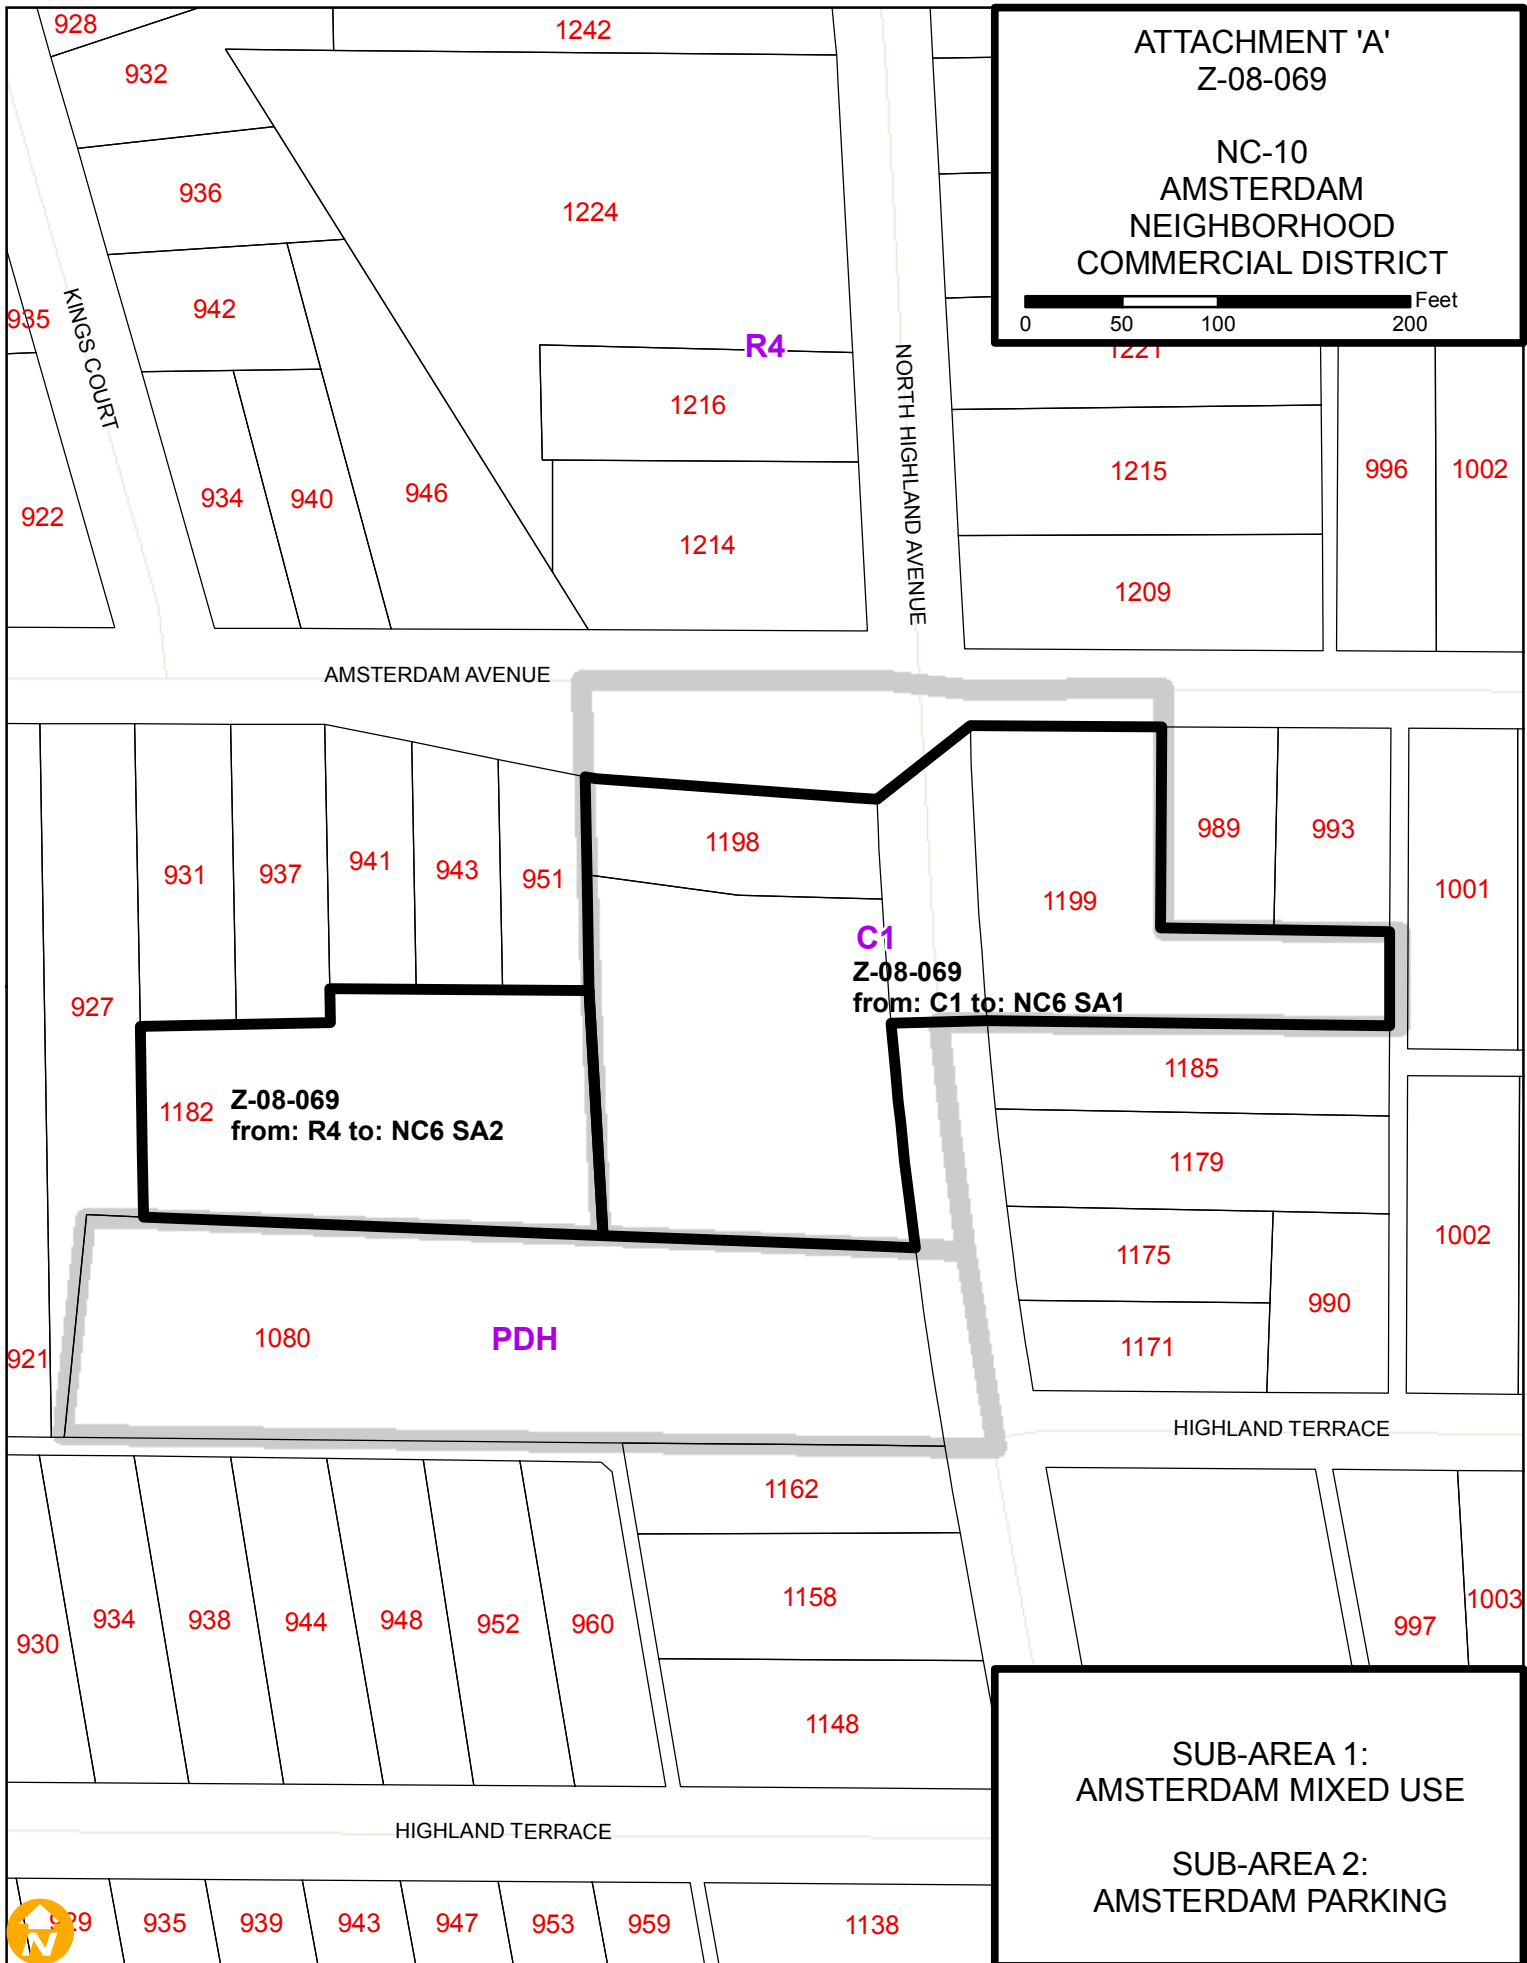 ATTACHMENT 'A'
Z-08-069
NC-10
AMSTERDAM
NEIGHBORHOOD
COMMERCIAL DISTRICT
Feet
0 50 100 200
928
1242
932
936
1224
942
935
KINGS COURT
R4
NORTH HIGHLAND AVENUE
1221
1216
1215
996
1002
934
940
946
922
1214
1209
AMSTERDAM AVENUE
1198
989
993
931
937
941
943
951
1199
1001
C1
Z-08-069
from: C1 to: NC6 SA1
927
1182
Z-08-069
from: R4 to: NC6 SA2
1185
1179
1002
1175
990
1171
921
1080
PDH
HIGHLAND TERRACE
1162
1158
1148
930
934
938
944
948
952
960
997
1003
HIGHLAND TERRACE
SUB-AREA 1:
AMSTERDAM MIXED USE
SUB-AREA 2:
AMSTERDAM PARKING
N
929
935
939
943
947
953
959
1138